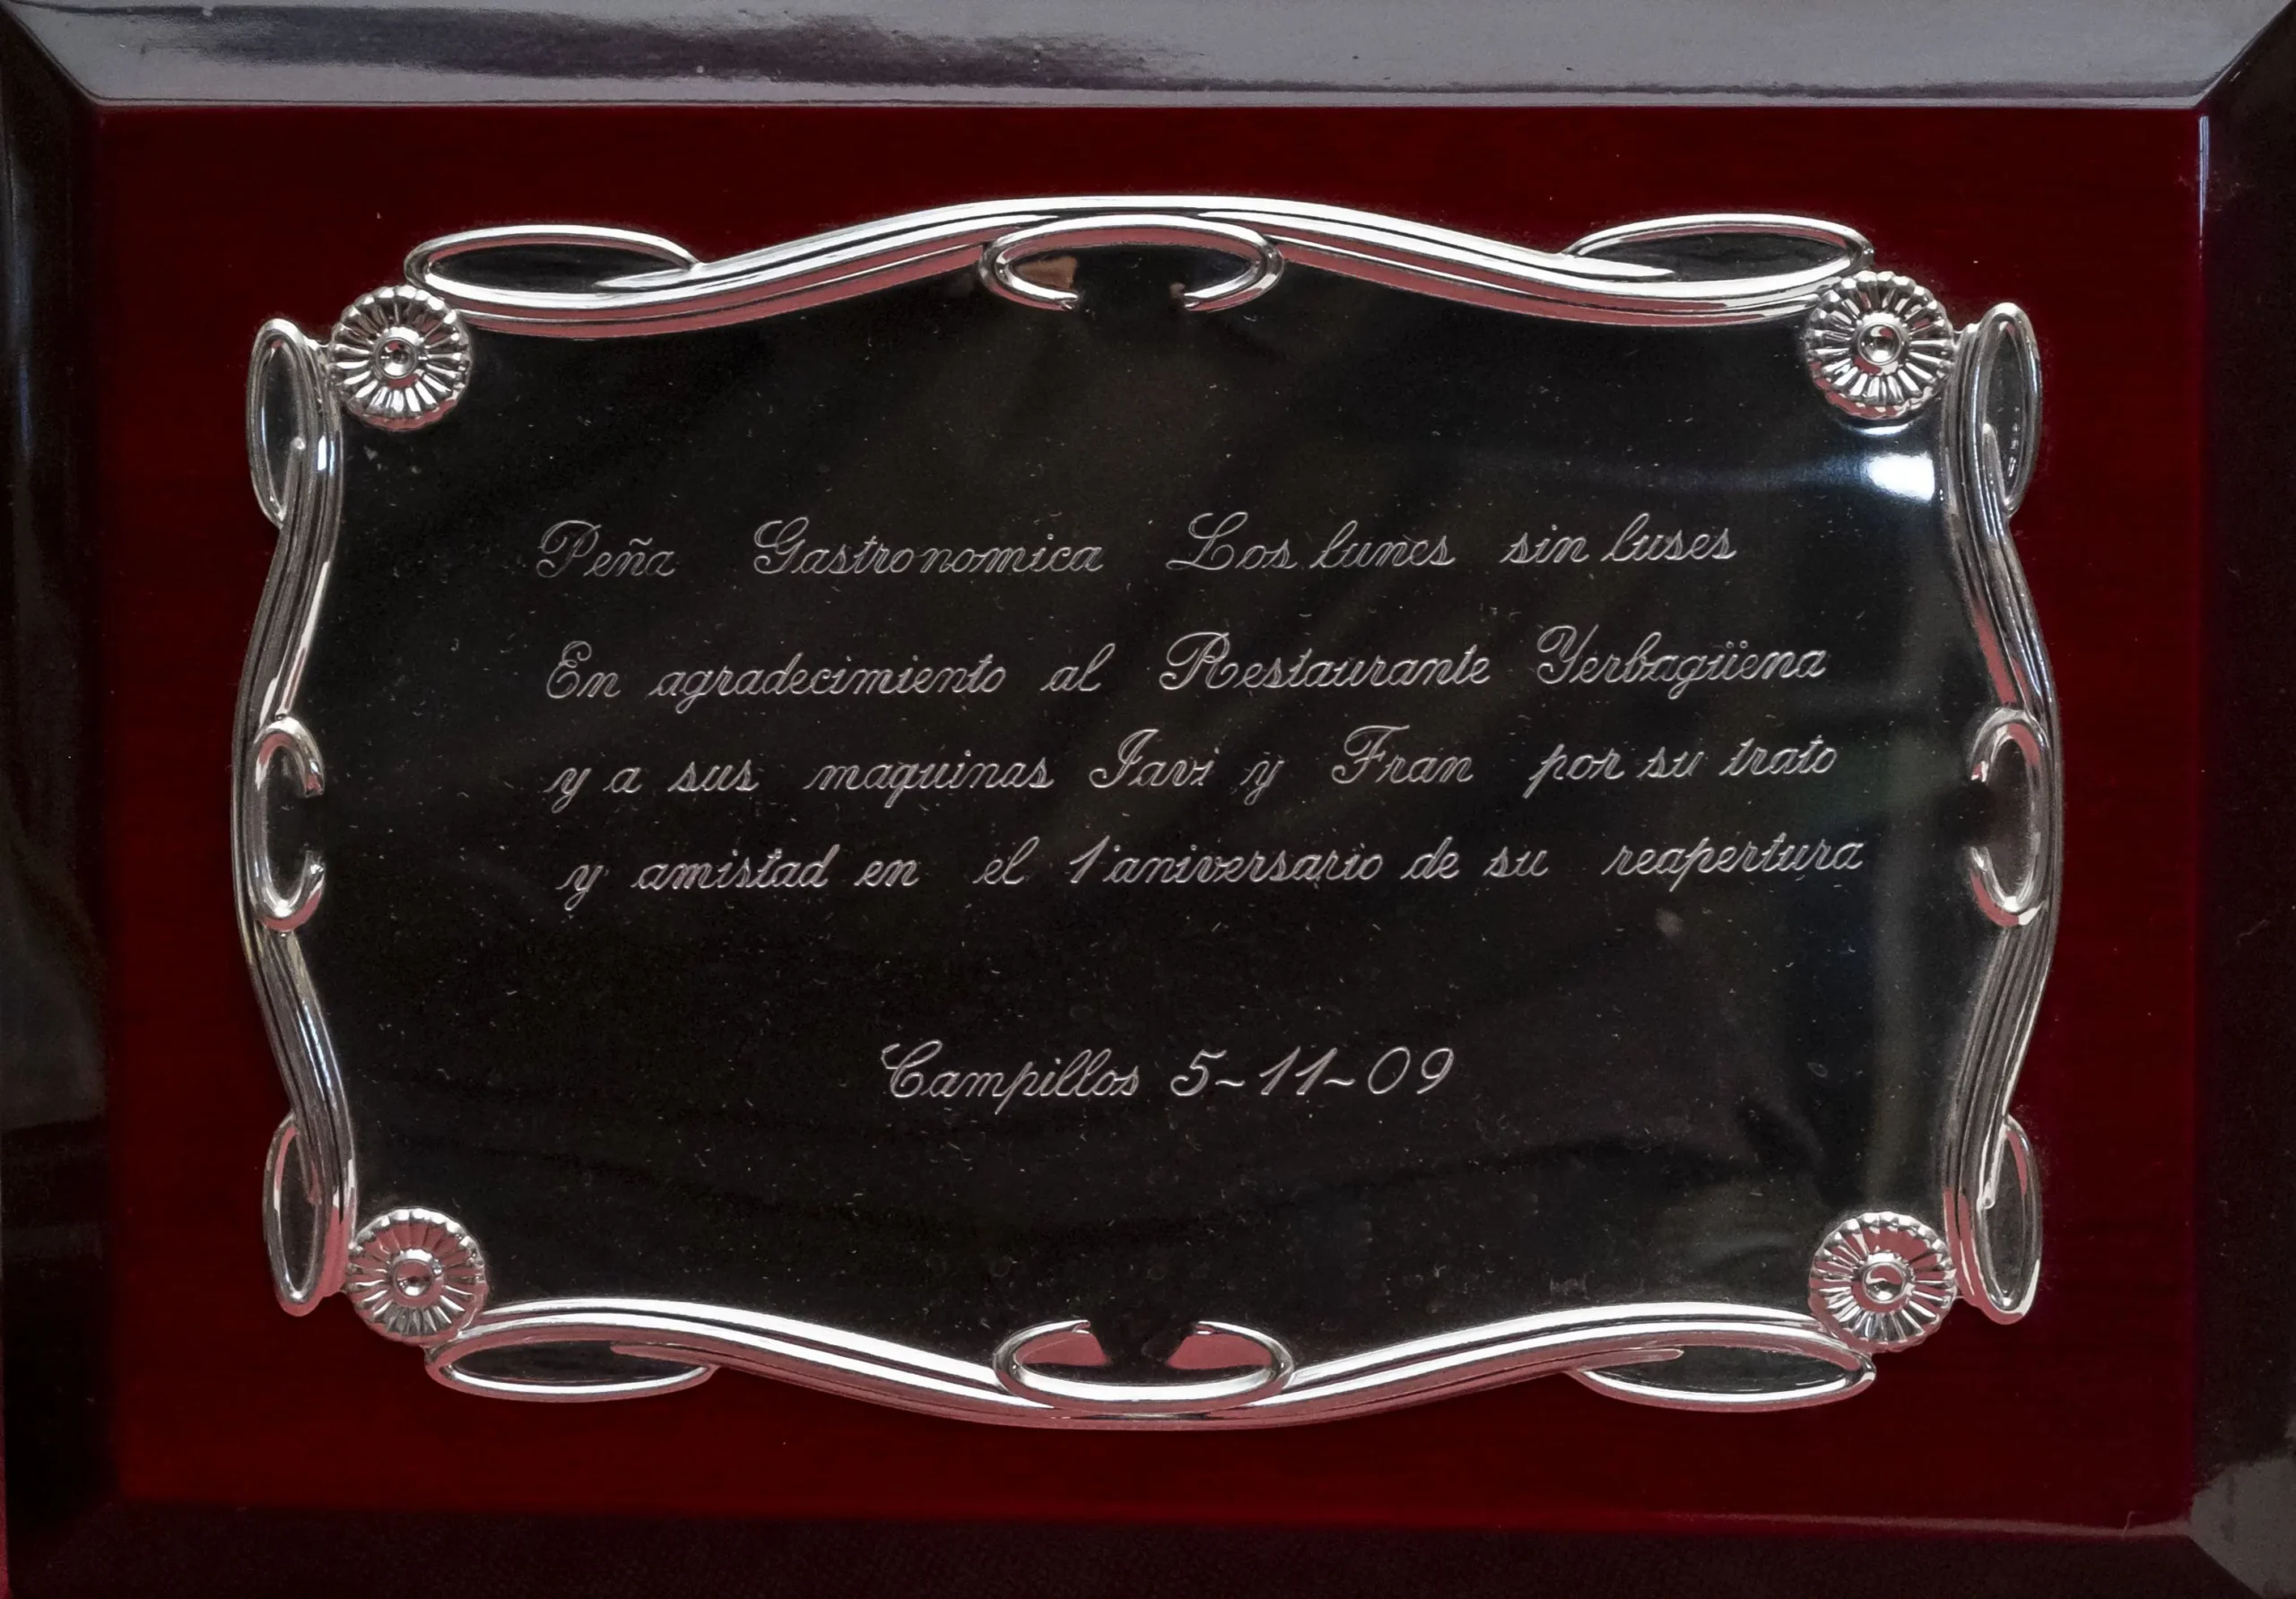 Peña Gastronomica Los lunes sin luses
En agradecimiento al Restaurante Yerbagüena
y a sus maquinas Javi y Fran por su trato
y amistad en el 1 aniversario de su reapertura
Campillos 5-11-09